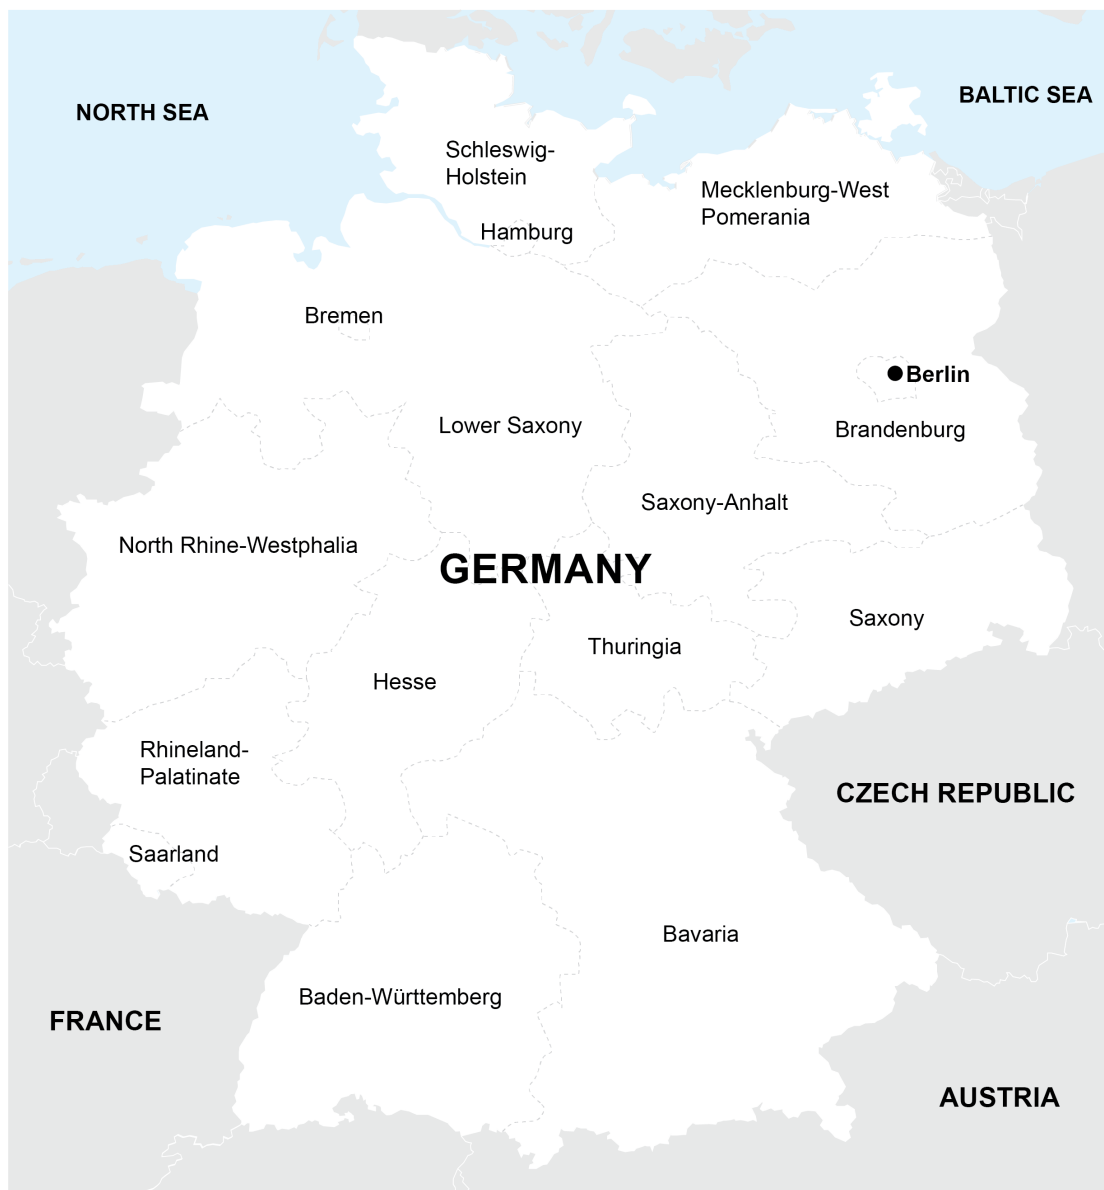 BALTIC SEA
NORTH SEA
Schleswig-
Holstein
Mecklenburg-West
Pomerania
Hamburg
Bremen
Berlin
Lower Saxony
Brandenburg
Saxony-Anhalt
North Rhine-Westphalia
GERMANY
Saxony
Thuringia
Hesse
Rhineland-
Palatinate
CZECH REPUBLIC
Saarland
Bavaria
Baden-Württemberg
FRANCE
AUSTRIA